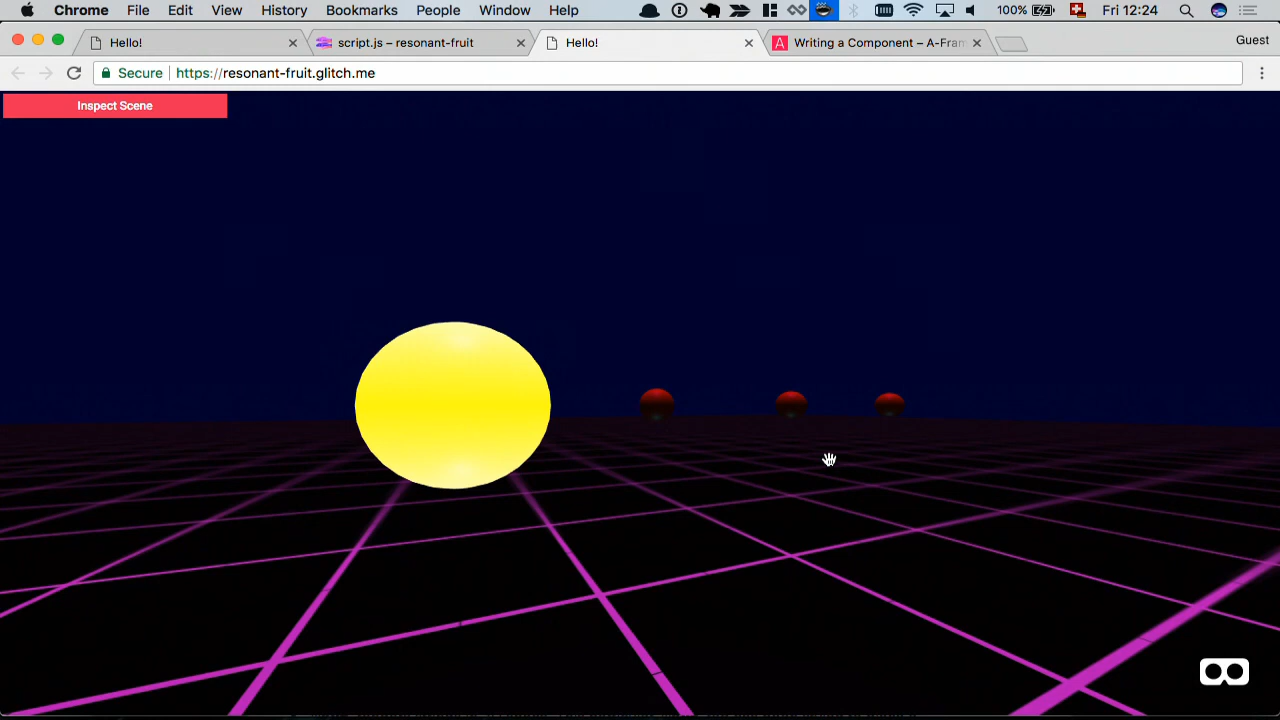 Chrome File Edit View History Bookmarks People Window Help 100% Fri 12:24
Hello! script.js – resonant-fruit Hello! Writing a Component – A-Fram Guest
Secure https://resonant-fruit.glitch.me
Inspect Scene